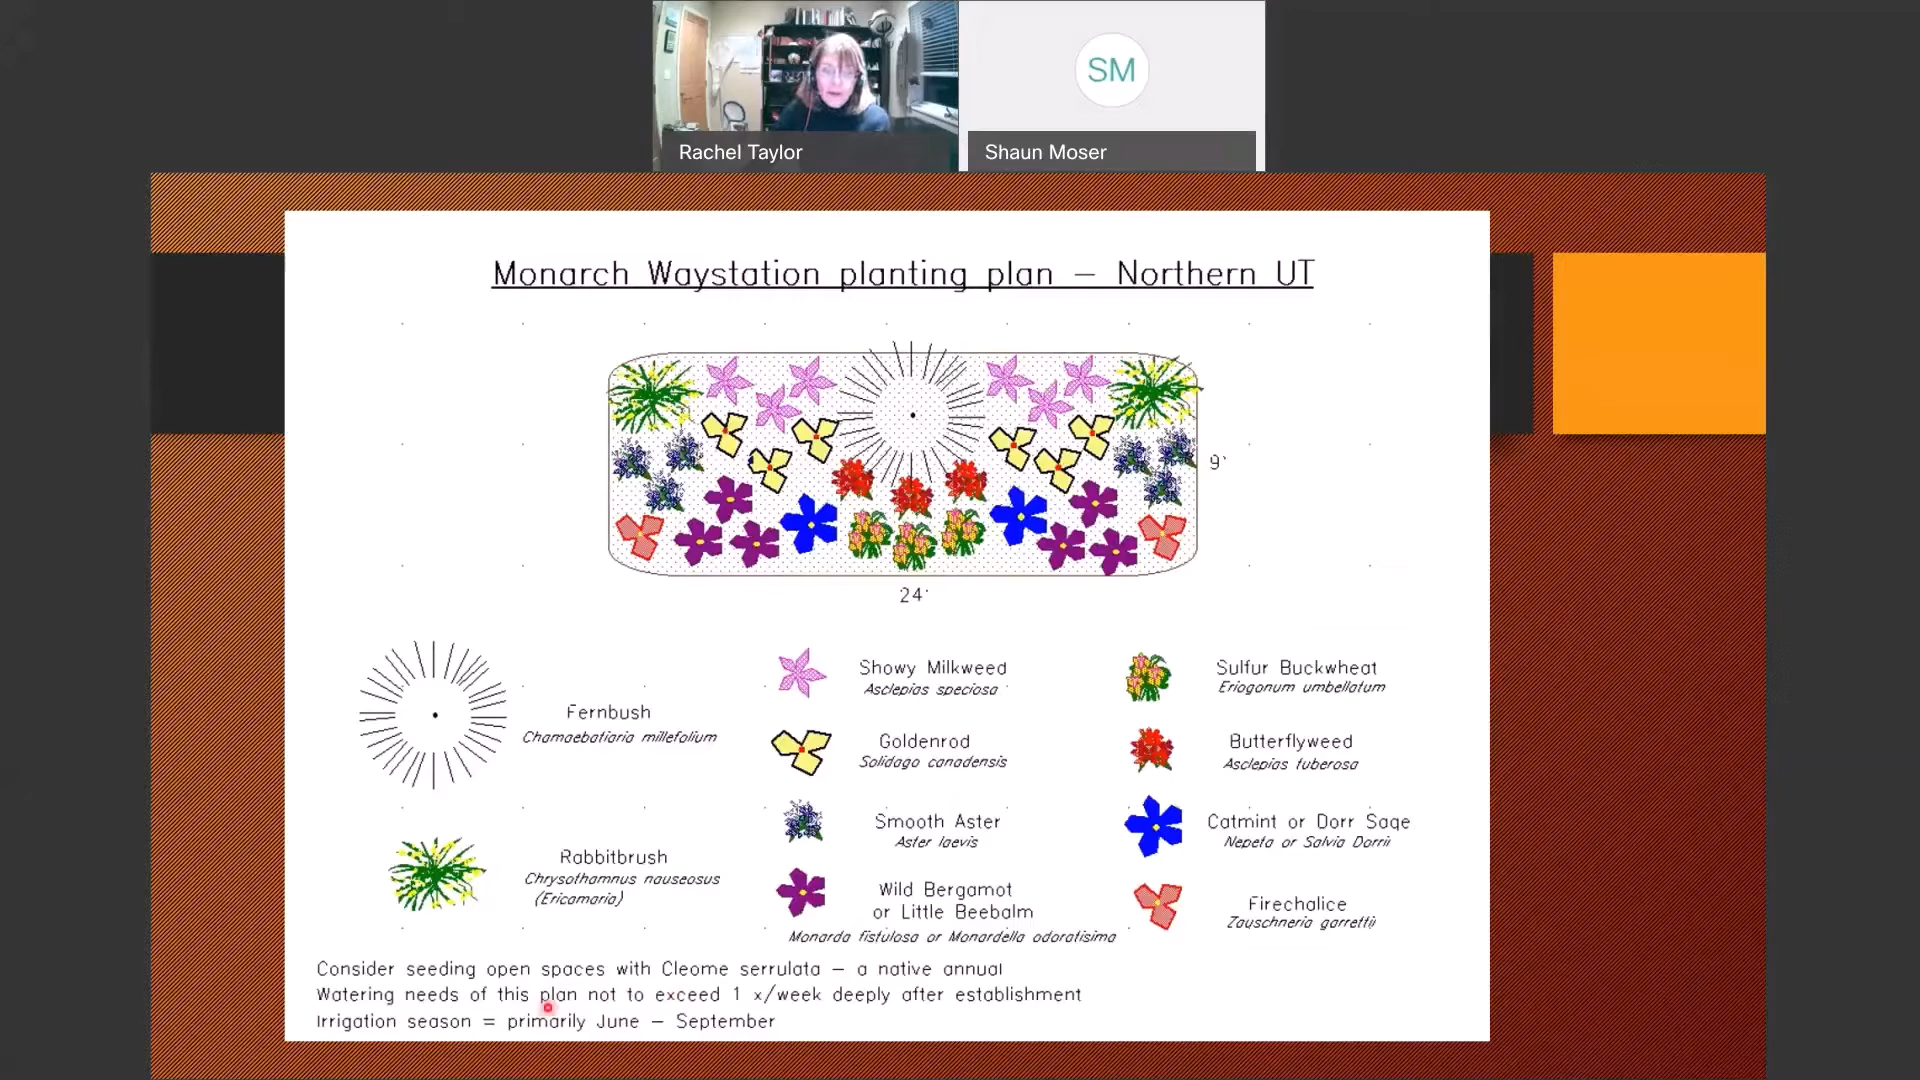 SM
Rachel Taylor
Shaun Moser
Monarch Waystation planting plan – Northern UT
9'
24'
Fernbush
Chamaebatiaria millefolium
Rabbitbrush
Chrysothamnus nauseosus
(Ericamaria)
Showy Milkweed
Asclepias speciosa
Goldenrod
Solidago canadensis
Smooth Aster
Aster laevis
Wild Bergamot
or Little Beebalm
Monarda fistulosa or Monardella odoratisima
Sulfur Buckwheat
Eriogonum umbellatum
Butterflyweed
Asclepias tuberosa
Catmint or Dorr Sage
Nepeta or Salvia Dorrii
Firechalice
Zauschneria garrettii
Consider seeding open spaces with Cleome serrulata – a native annual
Watering needs of this plan not to exceed 1 x/week deeply after establishment
Irrigation season = primarily June – September